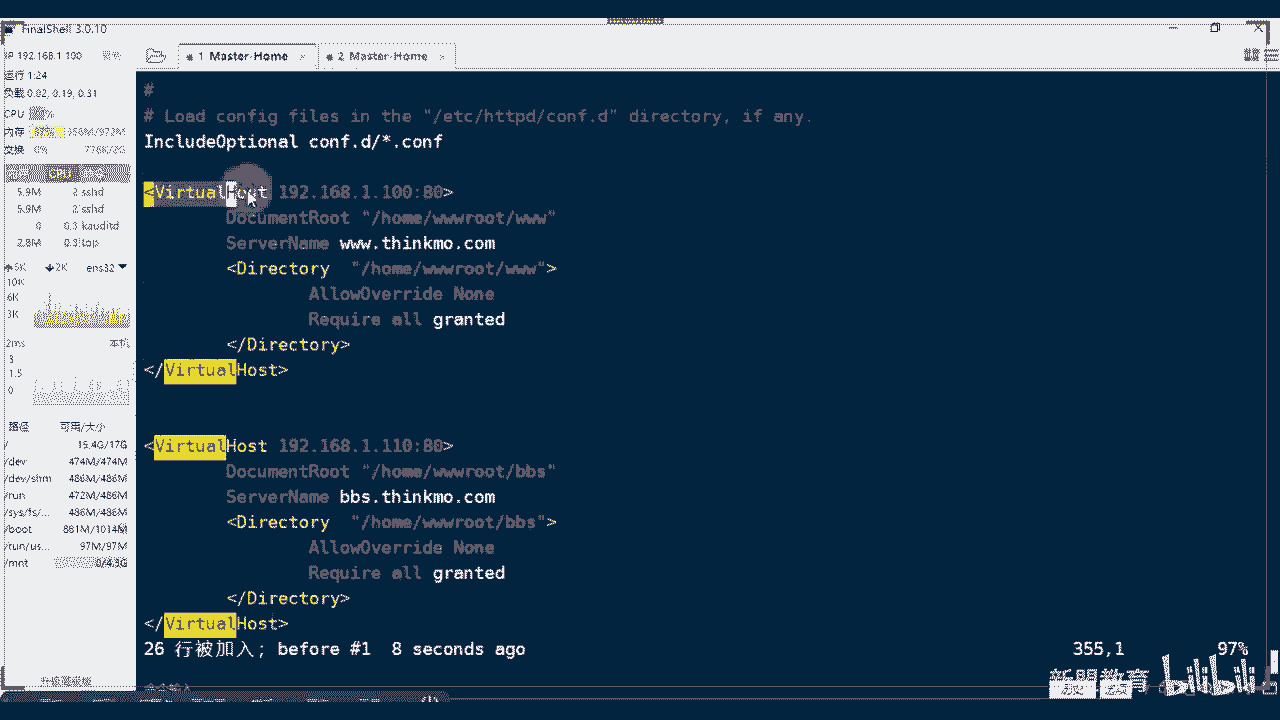 FinalShell 3.0.10
IP 192.168.1.100
1 Master-Home
2 Master-Home
运行 1:24
负载 0.02, 0.19, 0.31
CPU
内存
交换 0%
#
# Load config files in the "/etc/httpd/conf.d" directory, if any.
IncludeOptional conf.d/*.conf
<VirtualHost 192.168.1.100:80>
DocumentRoot "/home/wwwroot/www"
ServerName www.thinkmo.com
<Directory "/home/wwwroot/www">
AllowOverride None
Require all granted
</Directory>
</VirtualHost>
<VirtualHost 192.168.1.110:80>
DocumentRoot "/home/wwwroot/bbs"
ServerName bbs.thinkmo.com
<Directory "/home/wwwroot/bbs">
AllowOverride None
Require all granted
</Directory>
</VirtualHost>
26 行被加入; before #1 8 seconds ago
355,1
97%
CPU
5.9M 2 sshd
5.9M 2 sshd
0 0.3 kauditd
2.8M 0.3 top
6K 2K ens32
10K
6K
3K
2ms 本机
3
1.5
0
路径 可用/大小
/ 15.4G/17G
/dev 474M/474M
/dev/shm 486M/486M
/run 472M/486M
/sys/fs/... 486M/486M
/boot 881M/1014M
/run/us... 97M/97M
/mnt 0/4.3G
新盟教育
bilibili